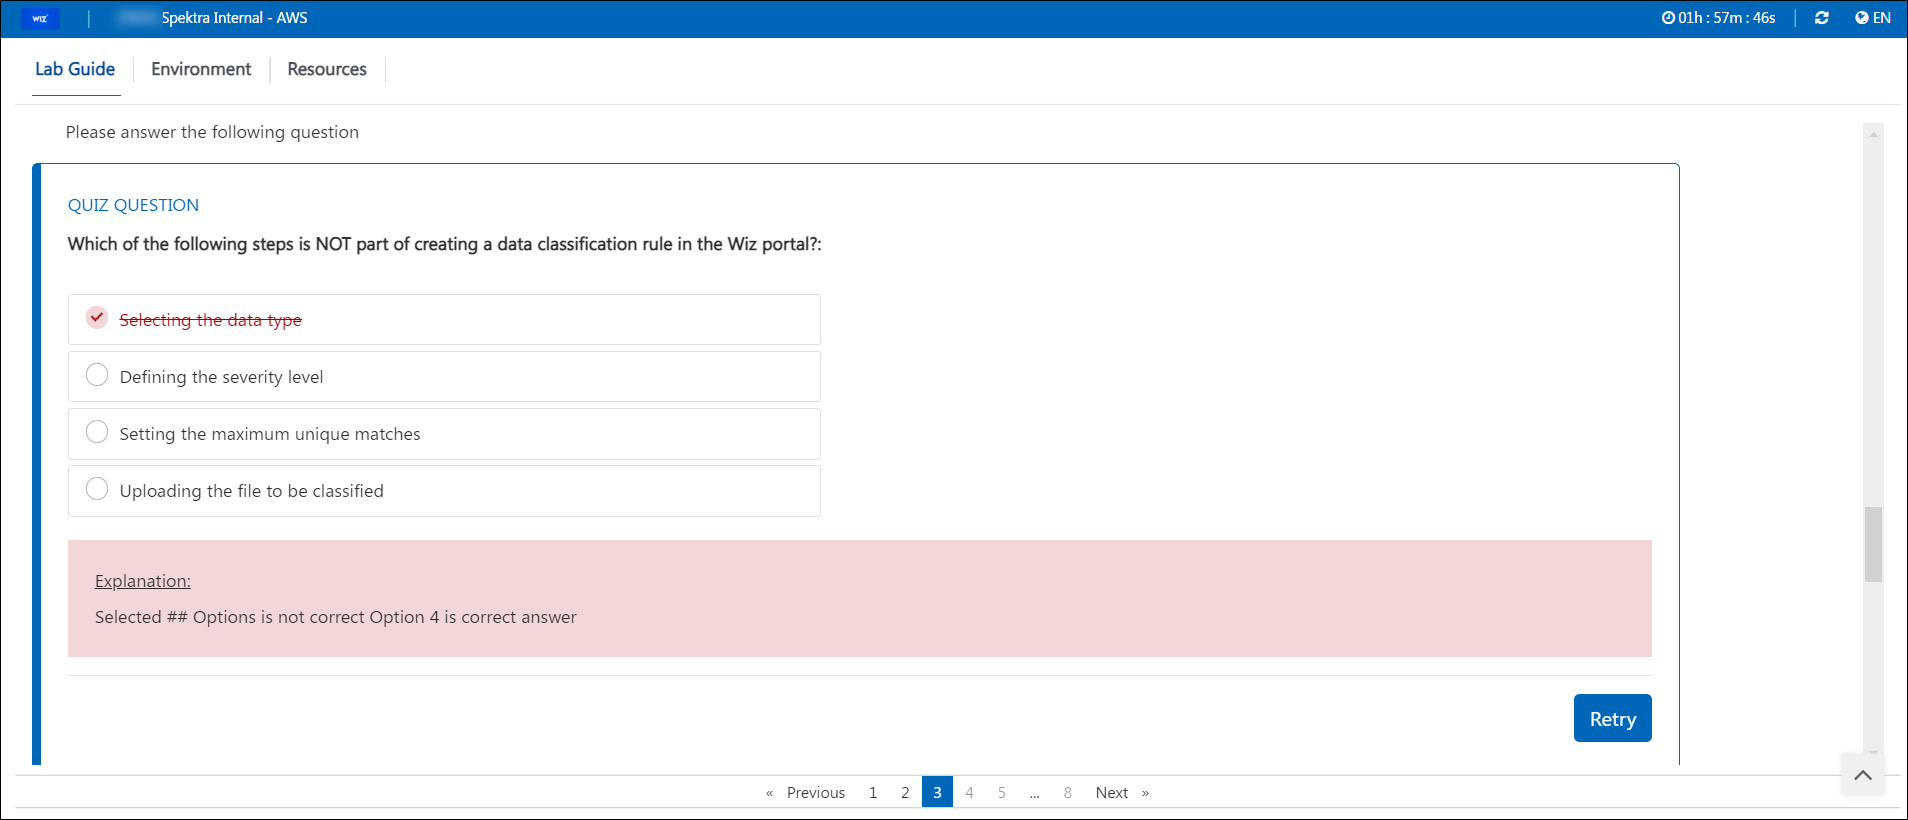 WIZ Spektra Internal - AWS 01h : 57m : 46s EN
Lab Guide Environment Resources
Please answer the following question
QUIZ QUESTION
Which of the following steps is NOT part of creating a data classification rule in the Wiz portal?:
Selecting the data type
Defining the severity level
Setting the maximum unique matches
Uploading the file to be classified
Explanation:
Selected ## Options is not correct Option 4 is correct answer
Retry
« Previous 1 2 3 4 5 ... 8 Next »